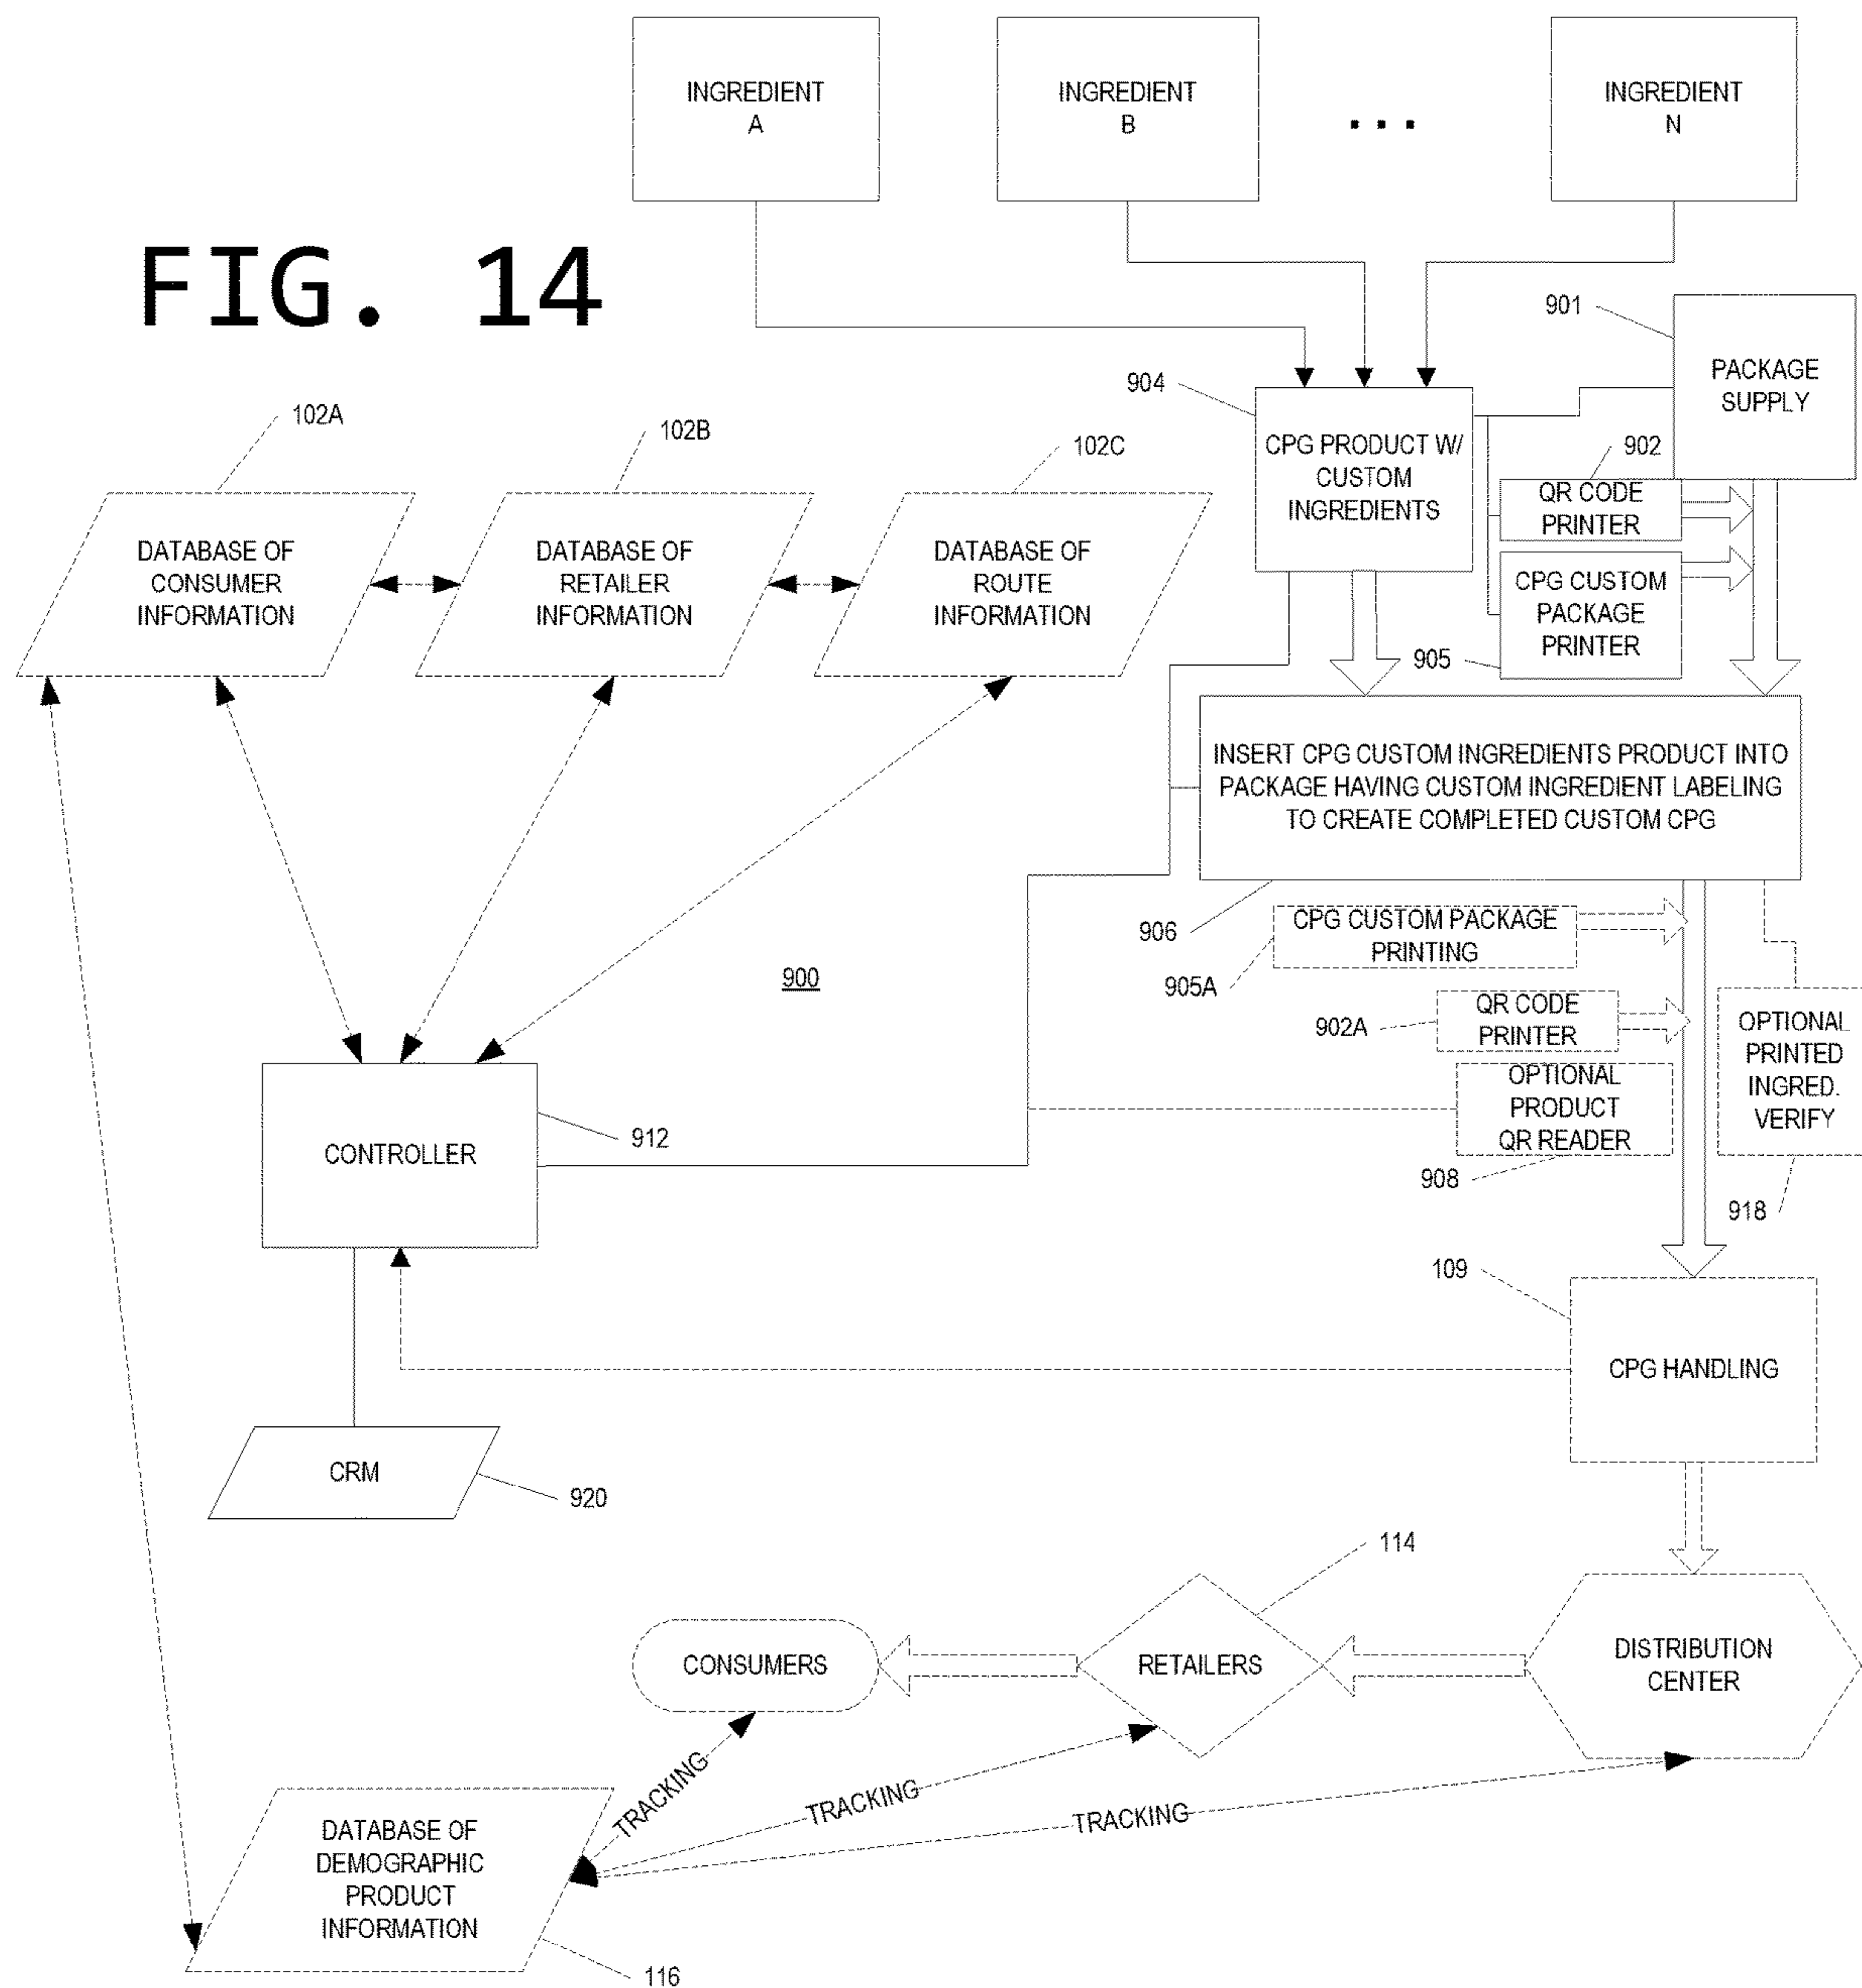 INGREDIENT
A
INGREDIENT
B
...
INGREDIENT
N
FIG. 14
901
PACKAGE
SUPPLY
904
CPG PRODUCT W/
CUSTOM
INGREDIENTS
902
QR CODE
PRINTER
CPG CUSTOM
PACKAGE
PRINTER
905
102A
102B
102C
DATABASE OF
CONSUMER
INFORMATION
DATABASE OF
RETAILER
INFORMATION
DATABASE OF
ROUTE
INFORMATION
INSERT CPG CUSTOM INGREDIENTS PRODUCT INTO
PACKAGE HAVING CUSTOM INGREDIENT LABELING
TO CREATE COMPLETED CUSTOM CPG
906
CPG CUSTOM PACKAGE
PRINTING
905A
900
QR CODE
PRINTER
902A
OPTIONAL
PRINTED
INGRED.
VERIFY
918
OPTIONAL
PRODUCT
QR READER
908
CONTROLLER
912
109
CPG HANDLING
CRM
920
114
CONSUMERS
RETAILERS
DISTRIBUTION
CENTER
TRACKING
TRACKING
TRACKING
DATABASE OF
DEMOGRAPHIC
PRODUCT
INFORMATION
116